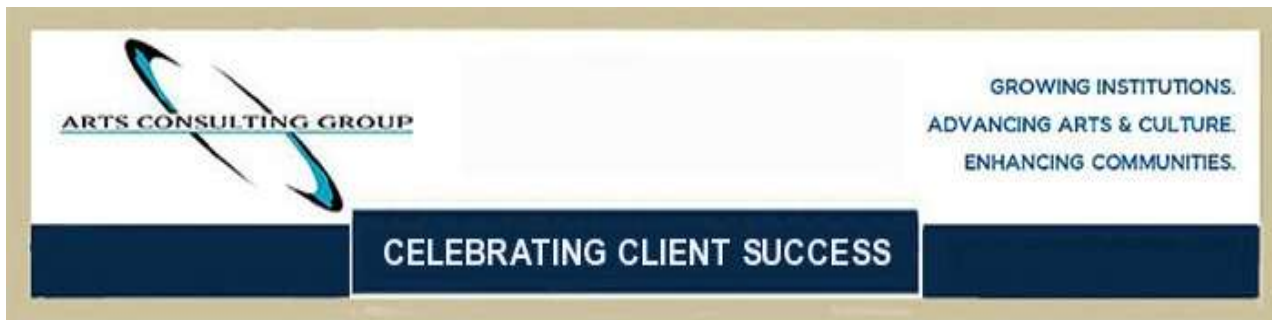 ARTS CONSULTING GROUP
GROWING INSTITUTIONS.
ADVANCING ARTS & CULTURE.
ENHANCING COMMUNITIES.
CELEBRATING CLIENT SUCCESS